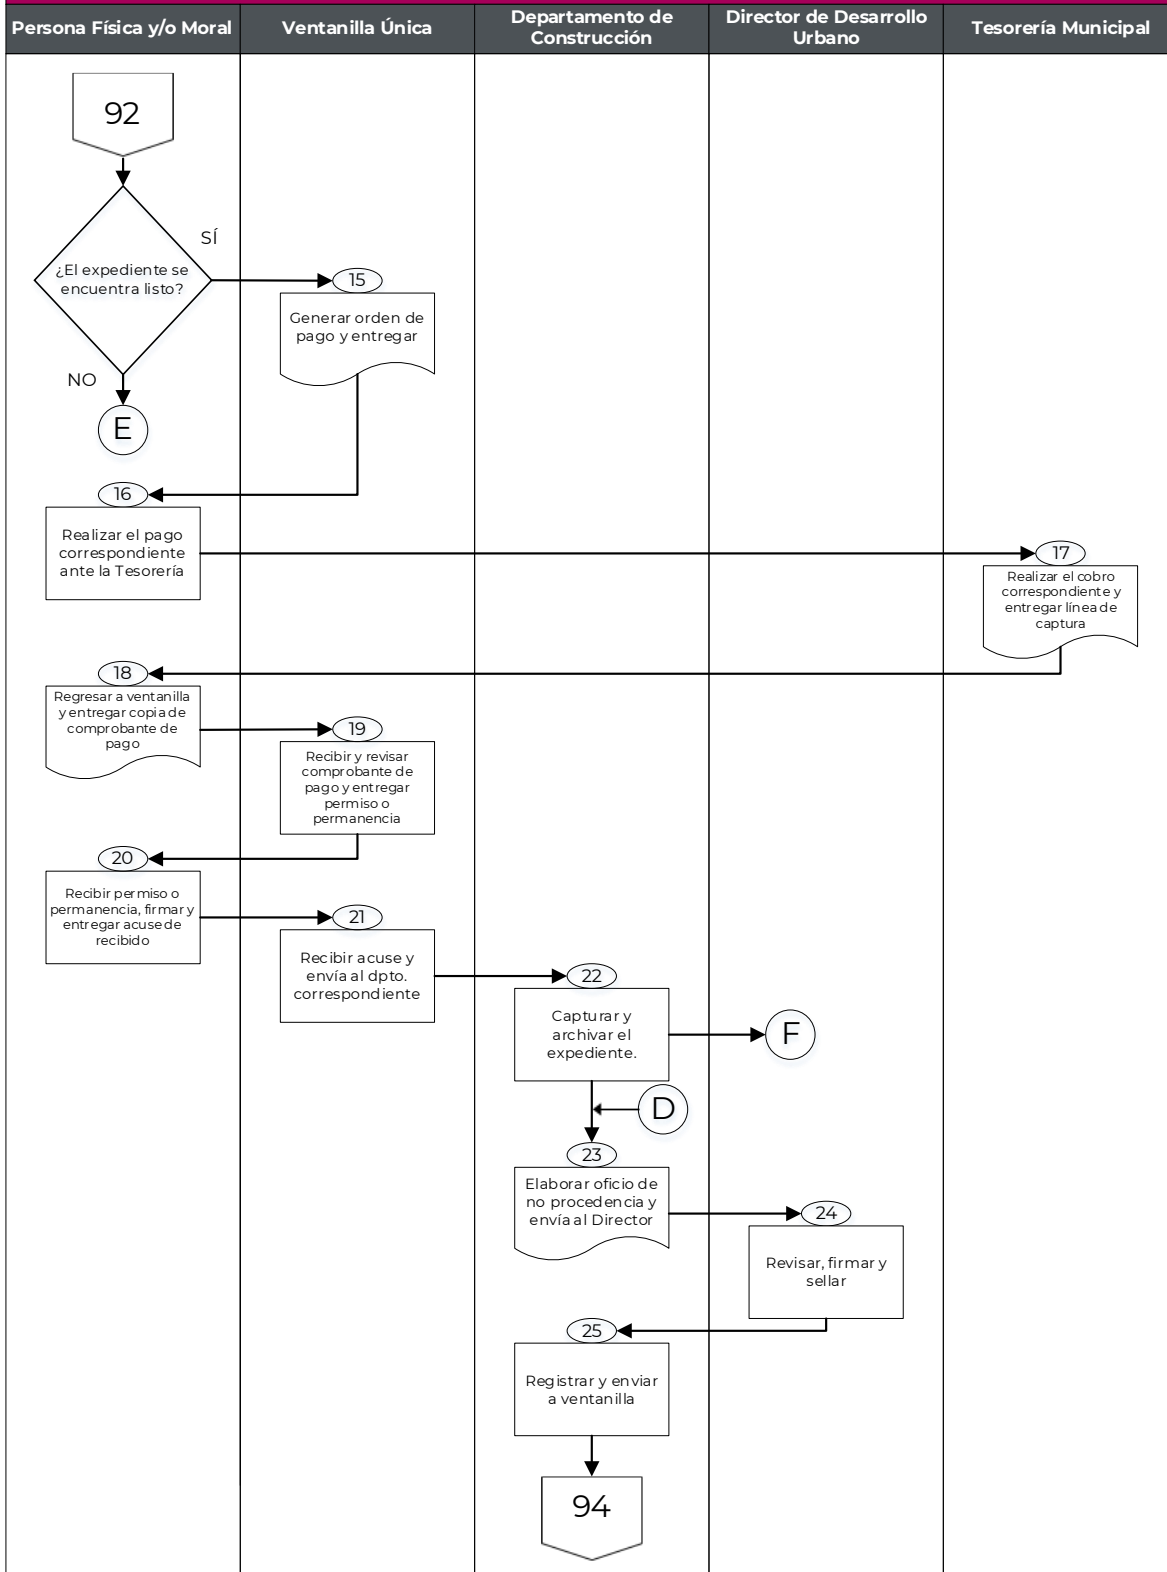 Persona Física y/o Moral
Ventanilla Única
Departamento de
Construcción
Director de Desarrollo
Urbano
Tesorería Municipal
92
¿El expediente se
encuentra listo?
SÍ
NO
E
15
Generar orden de
pago y entregar
16
Realizar el pago
correspondiente
ante la Tesorería
17
Realizar el cobro
correspondiente y
entregar línea de
captura
18
Regresar a ventanilla
y entregar copia de
comprobante de
pago
19
Recibir y revisar
comprobante de
pago y entregar
permiso o
permanencia
20
Recibir permiso o
permanencia, firmar y
entregar acuse de
recibido
21
Recibir acuse y
envía al dpto.
correspondiente
22
Capturar y
archivar el
expediente.
F
D
23
Elaborar oficio de
no procedencia y
envía al Director
24
Revisar, firmar y
sellar
25
Registrar y enviar
a ventanilla
94